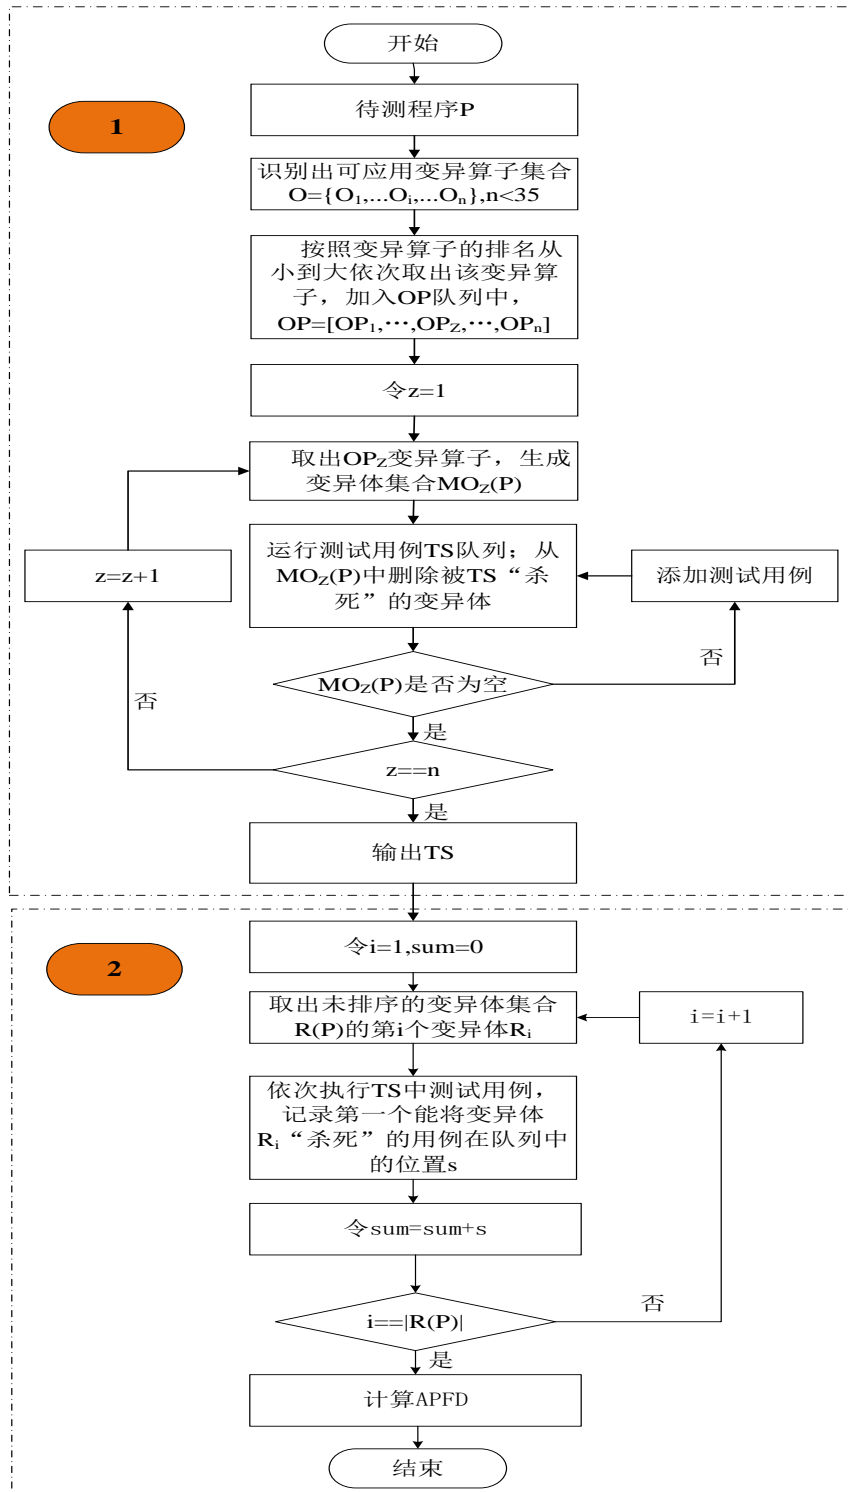 开始
1
待测程序P
识别出可应用变异算子集合
O={O₁,...Oᵢ,...Oₙ},n<35
按照变异算子的排名从
小到大依次取出该变异算
子，加入OP队列中，
OP=[OP₁,···,OP_Z,···,OPₙ]
令z=1
取出OP_Z变异算子，生成
变异体集合MO_Z(P)
运行测试用例TS队列；从
MO_Z(P)中删除被TS“杀
死”的变异体
z=z+1
添加测试用例
MO_Z(P)是否为空
否
否
是
z==n
是
输出TS
2
令i=1,sum=0
取出未排序的变异体集合
R(P)的第i个变异体Rᵢ
i=i+1
依次执行TS中测试用例，
记录第一个能将变异体
Rᵢ“杀死”的用例在队列中
的位置s
令sum=sum+s
i==|R(P)|
否
是
计算APFD
结束